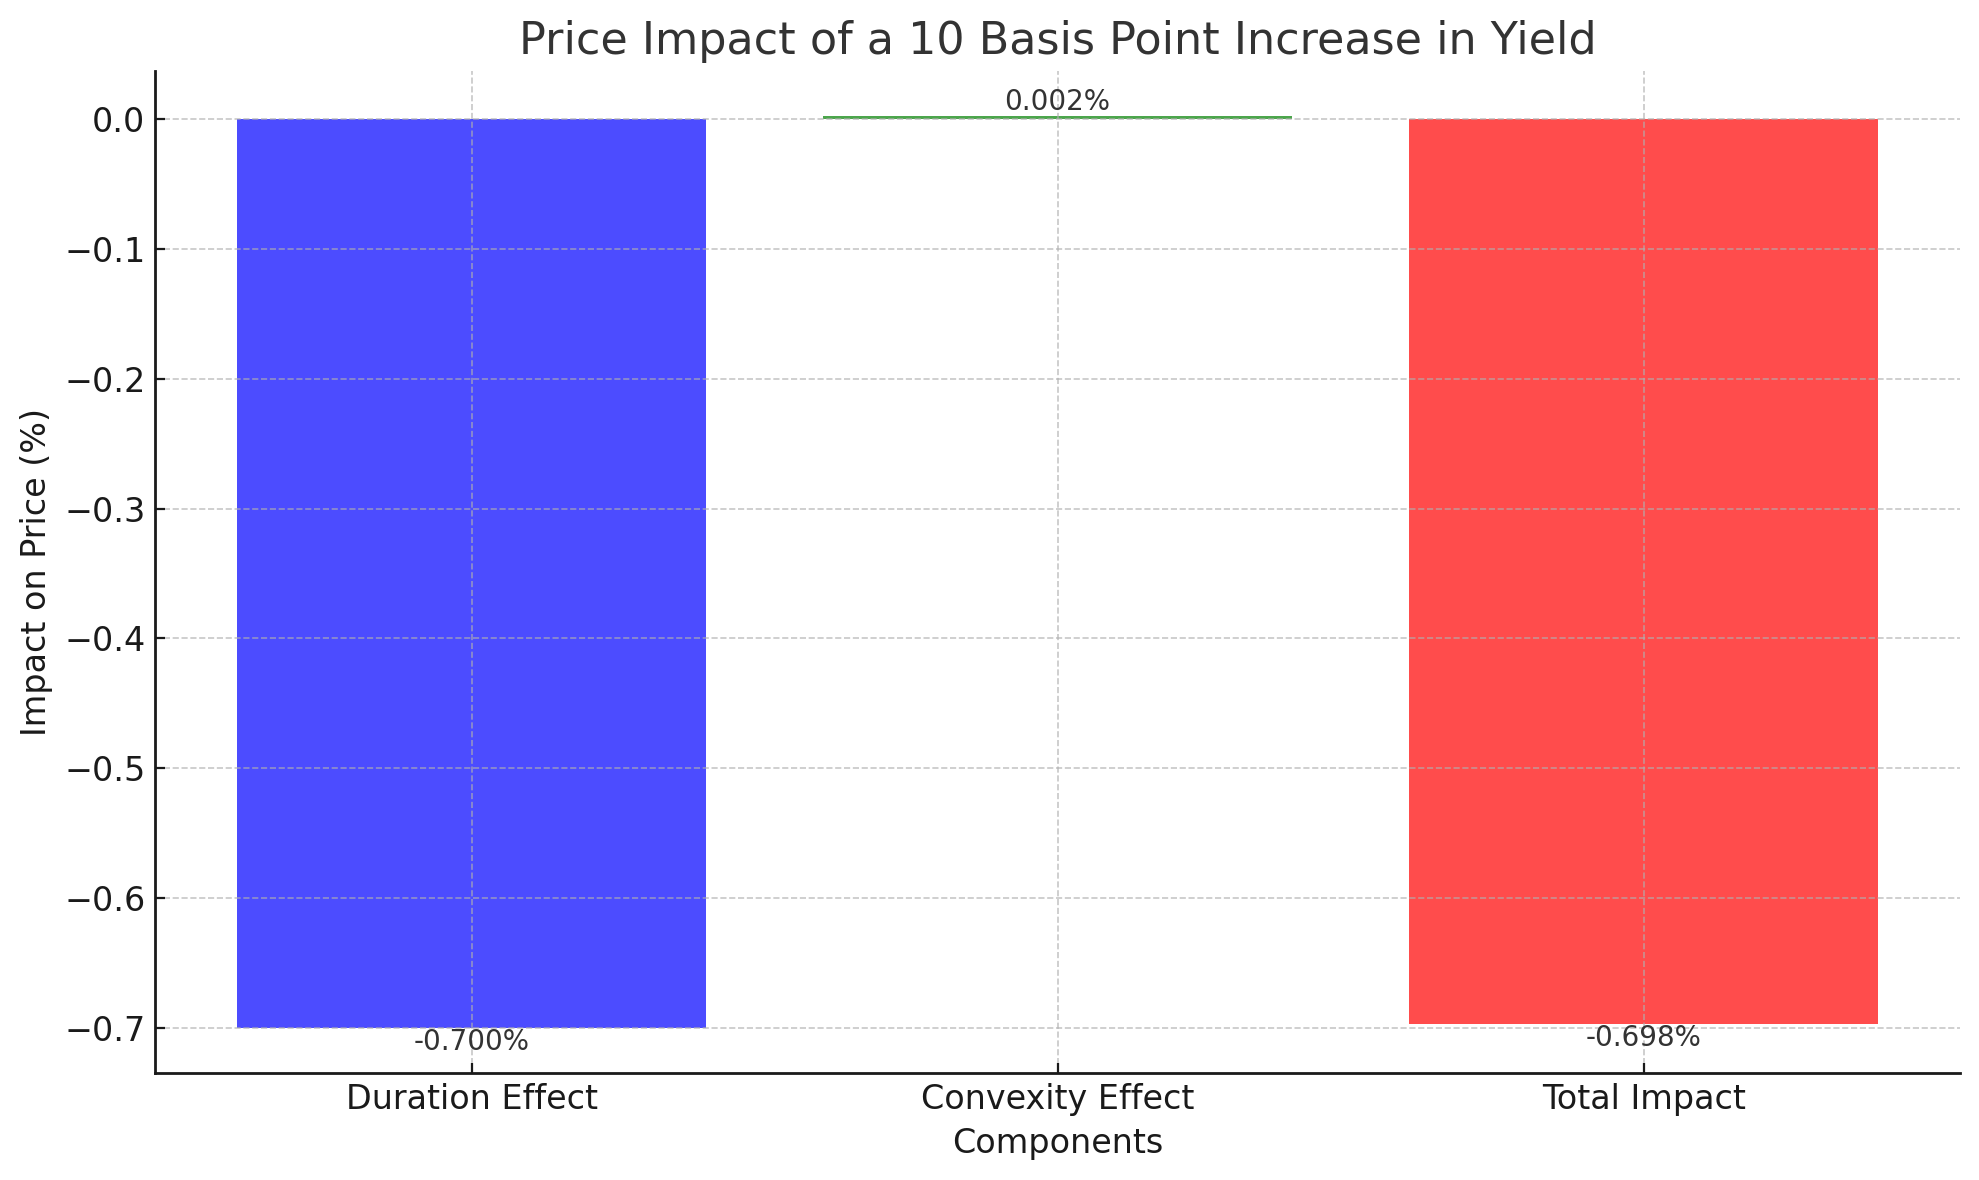 Price Impact of a 10 Basis Point Increase in Yield
0.002%
0.0
−0.1
−0.2
−0.3
−0.4
−0.5
−0.6
−0.7
Impact on Price (%)
-0.700%
-0.698%
Duration Effect
Convexity Effect
Total Impact
Components